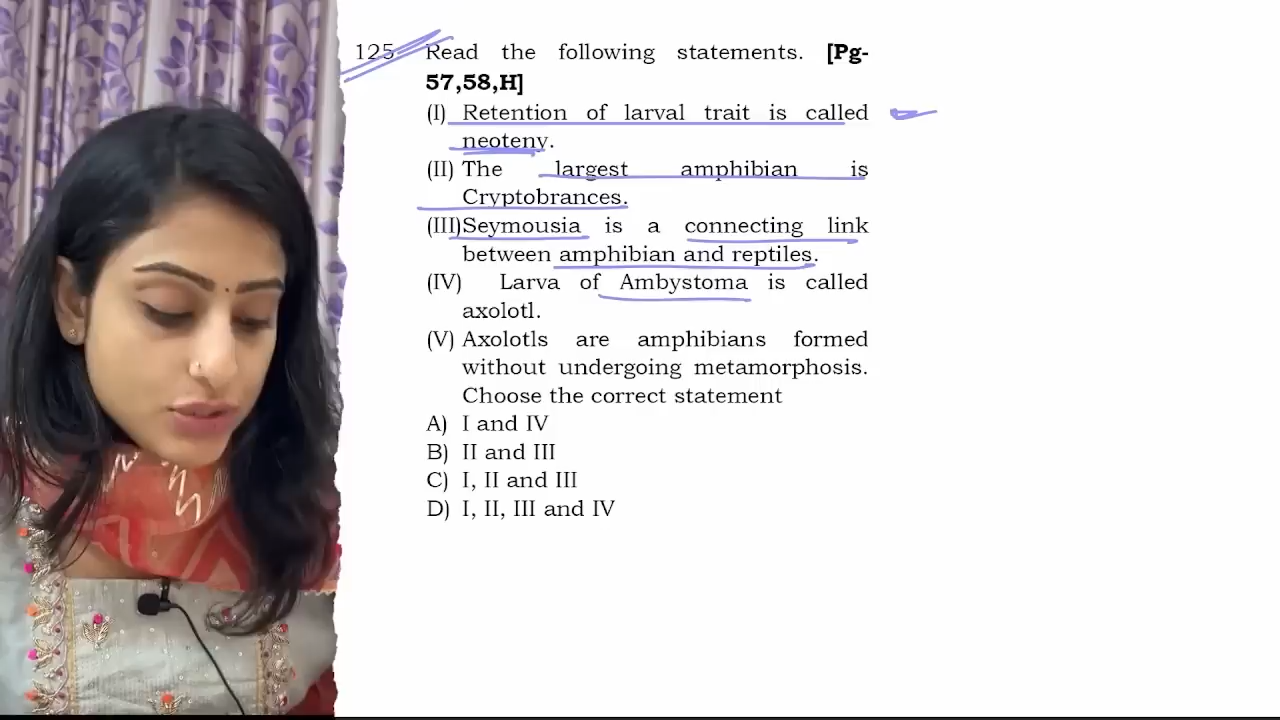 125 Read the following statements. [Pg-
57,58,H]
(I) Retention of larval trait is called
neoteny.
(II) The largest amphibian is
Cryptobrances.
(III)Seymousia is a connecting link
between amphibian and reptiles.
(IV) Larva of Ambystoma is called
axolotl.
(V) Axolotls are amphibians formed
without undergoing metamorphosis.
Choose the correct statement
A) I and IV
B) II and III
C) I, II and III
D) I, II, III and IV